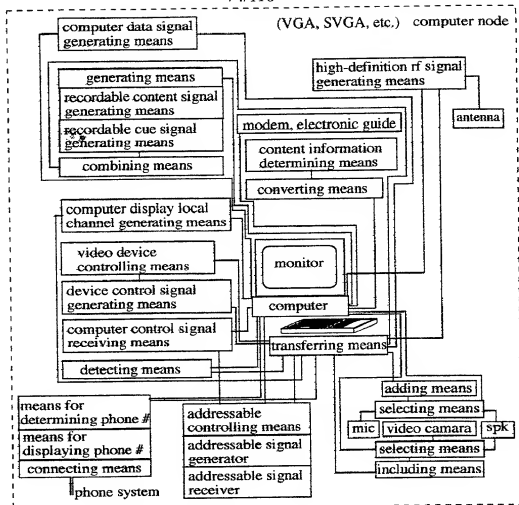 (VGA, SVGA, etc.) computer node
computer data signal
generating means
high-definition rf signal
generating means
antenna
generating means
recordable content signal
generating means
recordable cue signal
generating means
combining means
modem, electronic guide
content information
determining means
converting means
computer display local
channel generating means
video device
controlling means
device control signal
generating means
computer control signal
receiving means
detecting means
monitor
computer
transferring means
means for
determining phone #
means for
displaying phone #
connecting means
phone system
addressable
controlling means
addressable signal
generator
addressable signal
receiver
adding means
selecting means
mic video camara spk
selecting means
including means